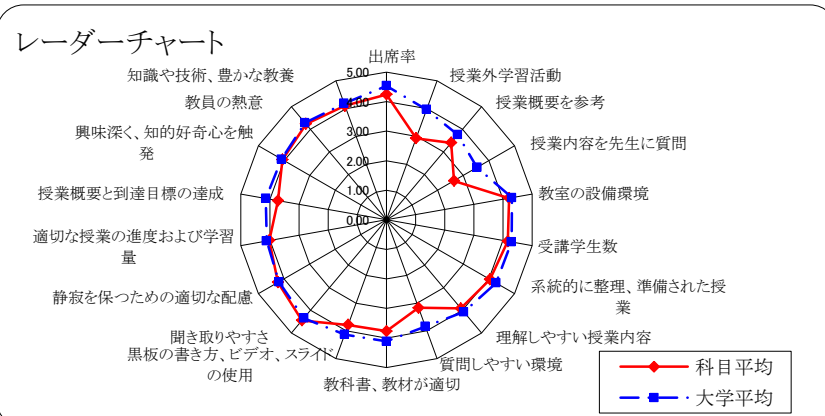 レーダーチャート
出席率
授業外学習活動
授業概要を参考
授業内容を先生に質問
教室の設備環境
受講学生数
系統的に整理、準備された授
業
理解しやすい授業内容
質問しやすい環境
教科書、教材が適切
黒板の書き方、ビデオ、スライド
の使用
聞き取りやすさ
静寂を保つための適切な配慮
適切な授業の進度および学習
量
授業概要と到達目標の達成
興味深く、知的好奇心を触
発
教員の熱意
知識や技術、豊かな教養
5.00
4.00
3.00
2.00
1.00
0.00
科目平均
大学平均